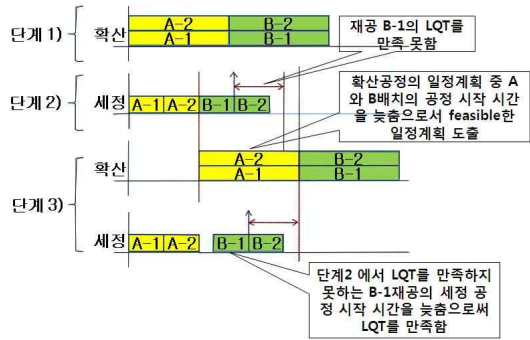 단계 1)
확산
A-2
B-2
A-1
B-1
재공 B-1의 LQT를
만족 못함
단계 2)
세정
A-1
A-2
B-1
B-2
확산공정의 일정계획 중 A
와 B배치의 공정 시작 시간
을 늦춤으로서 feasible한
일정계획 도출
단계 3)
확산
A-2
B-2
A-1
B-1
세정
A-1
A-2
B-1
B-2
단계2 에서 LQT를 만족하지
못하는 B-1재공의 세정 공
정 시작 시간을 늦춤으로써
LQT를 만족함